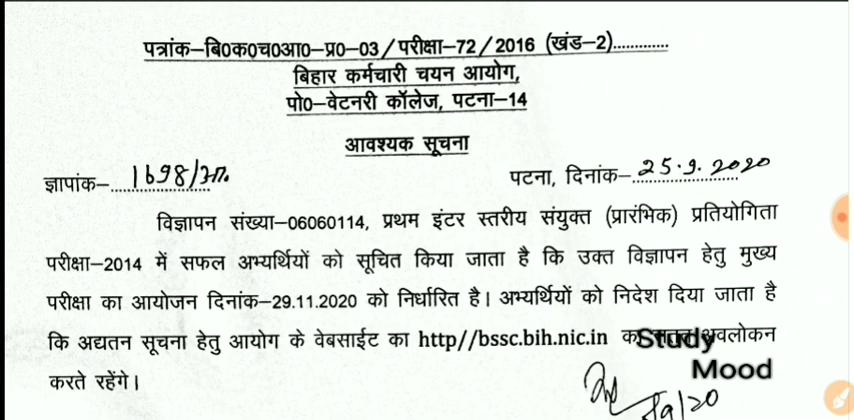 पत्रांक–बि0क0च0आ0–प्र0–03/परीक्षा–72/2016 (खंड–2).............
बिहार कर्मचारी चयन आयोग,
पो0–वेटनरी कॉलेज, पटना–14
आवश्यक सूचना
ज्ञापांक– 1698/आ. पटना, दिनांक– 25.9.2020
विज्ञापन संख्या–06060114, प्रथम इंटर स्तरीय संयुक्त (प्रारंभिक) प्रतियोगिता
परीक्षा–2014 में सफल अभ्यर्थियों को सूचित किया जाता है कि उक्त विज्ञापन हेतु मुख्य
परीक्षा का आयोजन दिनांक–29.11.2020 को निर्धारित है। अभ्यर्थियों को निदेश दिया जाता है
कि अद्यतन सूचना हेतु आयोग के वेबसाईट का http//bssc.bih.nic.in अवलोकन
करते रहेंगे।
Study
Mood